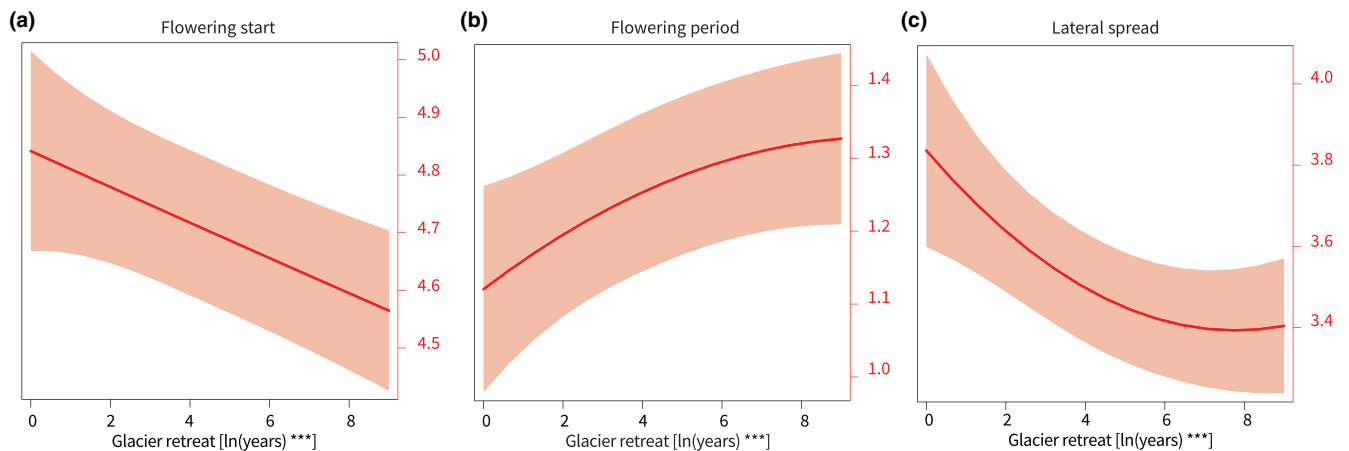 (a)
Flowering start
5.0
4.9
4.8
4.7
4.6
4.5
0 2 4 6 8
Glacier retreat [ln(years) ***]
(b)
Flowering period
1.4
1.3
1.2
1.1
1.0
0 2 4 6 8
Glacier retreat [ln(years) ***]
(c)
Lateral spread
4.0
3.8
3.6
3.4
0 2 4 6 8
Glacier retreat [ln(years) ***]